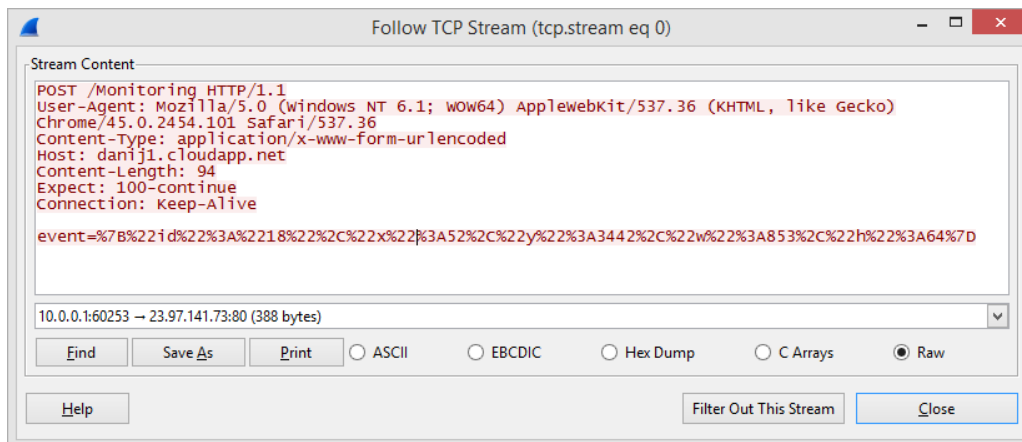 Follow TCP Stream (tcp.stream eq 0)
Stream Content
POST /Monitoring HTTP/1.1
User-Agent: Mozilla/5.0 (Windows NT 6.1; WOW64) AppleWebKit/537.36 (KHTML, like Gecko)
Chrome/45.0.2454.101 Safari/537.36
Content-Type: application/x-www-form-urlencoded
Host: danij1.cloudapp.net
Content-Length: 94
Expect: 100-continue
Connection: Keep-Alive
event=%7B%22id%22%3A%2218%22%2C%22x%22%3A52%2C%22y%22%3A3442%2C%22w%22%3A853%2C%22h%22%3A64%7D
10.0.0.1:60253 → 23.97.141.73:80 (388 bytes)
Find Save As Print ASCII EBCDIC Hex Dump C Arrays Raw
Help Filter Out This Stream Close